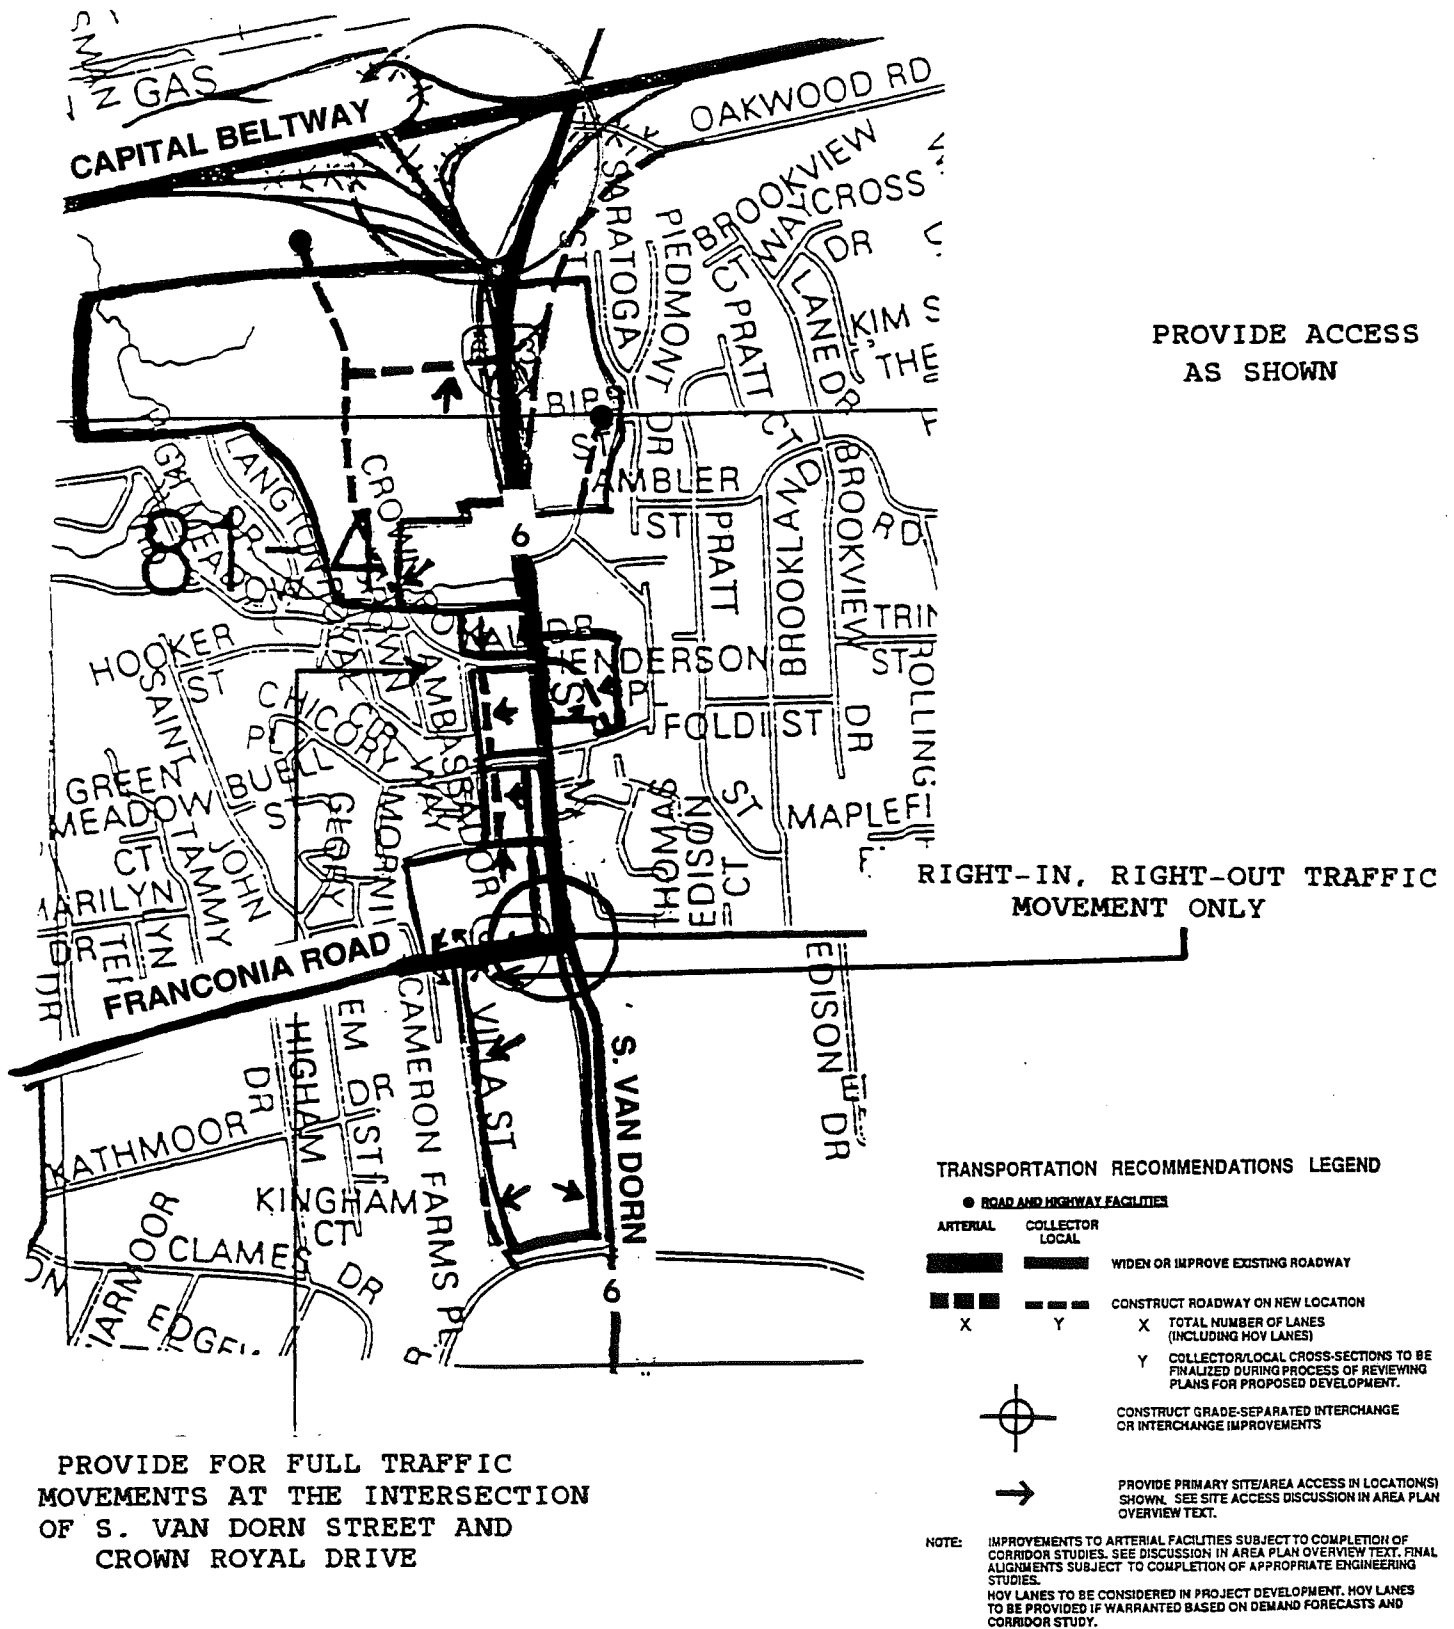 GAS
CAPITAL BELTWAY
OAKWOOD RD
BROOKVIEW
WAYCROSS
DR
SARATOGA
ST
PIEDMONT
DR
CT
PRATT
CT
LANE DR
KIM S
THE
PROVIDE ACCESS
AS SHOWN
LANGTON
AMBLER
ST
PRATT
ST
BROOKLAN
D
BROOKVIEW
DR
RD
6
81
TRIN
ST
ROLLING
HOOKER
ST
SAINT
JOHN
CHICORY
PL
HENDERSON
PL
FOLDI ST
AMBASSADOR
WAY
CIR
GREEN
MEADOW
CT
BUELL
ST
TAMMY
LYN
GEORY
THOMAS
EDISON
EDISON
CT
MAPLEFI
MARILYN
DR
RIGHT-IN, RIGHT-OUT TRAFFIC
MOVEMENT ONLY
FRANCONIA ROAD
HIGHAM
DR
EM
DR
DIST
CAMERON FARMS PL
VILLA ST
S. VAN DORN
EDISON
DR
KATHMOOR
KINGHAM
CT
CLAMES DR
HARMOOR
6
TRANSPORTATION RECOMMENDATIONS LEGEND
ROAD AND HIGHWAY FACILITIES
ARTERIAL COLLECTOR
LOCAL
WIDEN OR IMPROVE EXISTING ROADWAY
CONSTRUCT ROADWAY ON NEW LOCATION
X Y X TOTAL NUMBER OF LANES
(INCLUDING HOV LANES)
Y COLLECTOR/LOCAL CROSS-SECTIONS TO BE
FINALIZED DURING PROCESS OF REVIEWING
PLANS FOR PROPOSED DEVELOPMENT.
CONSTRUCT GRADE-SEPARATED INTERCHANGE
OR INTERCHANGE IMPROVEMENTS
PROVIDE PRIMARY SITE/AREA ACCESS IN LOCATION(S)
SHOWN. SEE SITE ACCESS DISCUSSION IN AREA PLAN
OVERVIEW TEXT.
NOTE: IMPROVEMENTS TO ARTERIAL FACILITIES SUBJECT TO COMPLETION OF
CORRIDOR STUDIES. SEE DISCUSSION IN AREA PLAN OVERVIEW TEXT. FINAL
ALIGNMENTS SUBJECT TO COMPLETION OF APPROPRIATE ENGINEERING
STUDIES.
HOV LANES TO BE CONSIDERED IN PROJECT DEVELOPMENT. HOV LANES
TO BE PROVIDED IF WARRANTED BASED ON DEMAND FORECASTS AND
CORRIDOR STUDY.
PROVIDE FOR FULL TRAFFIC
MOVEMENTS AT THE INTERSECTION
OF S. VAN DORN STREET AND
CROWN ROYAL DRIVE